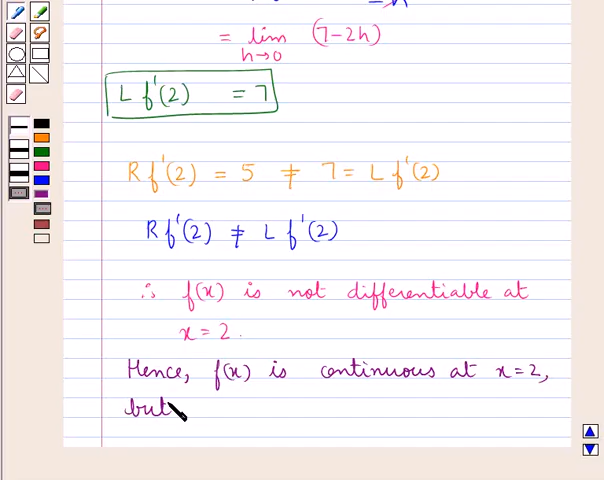 = lim (7-2h)
h→0
L f'(2) = 7
R f'(2) = 5 ≠ 7 = L f'(2)
R f'(2) ≠ L f'(2)
∴ f(x) is not differentiable at
x = 2.
Hence, f(x) is continuous at x = 2,
but